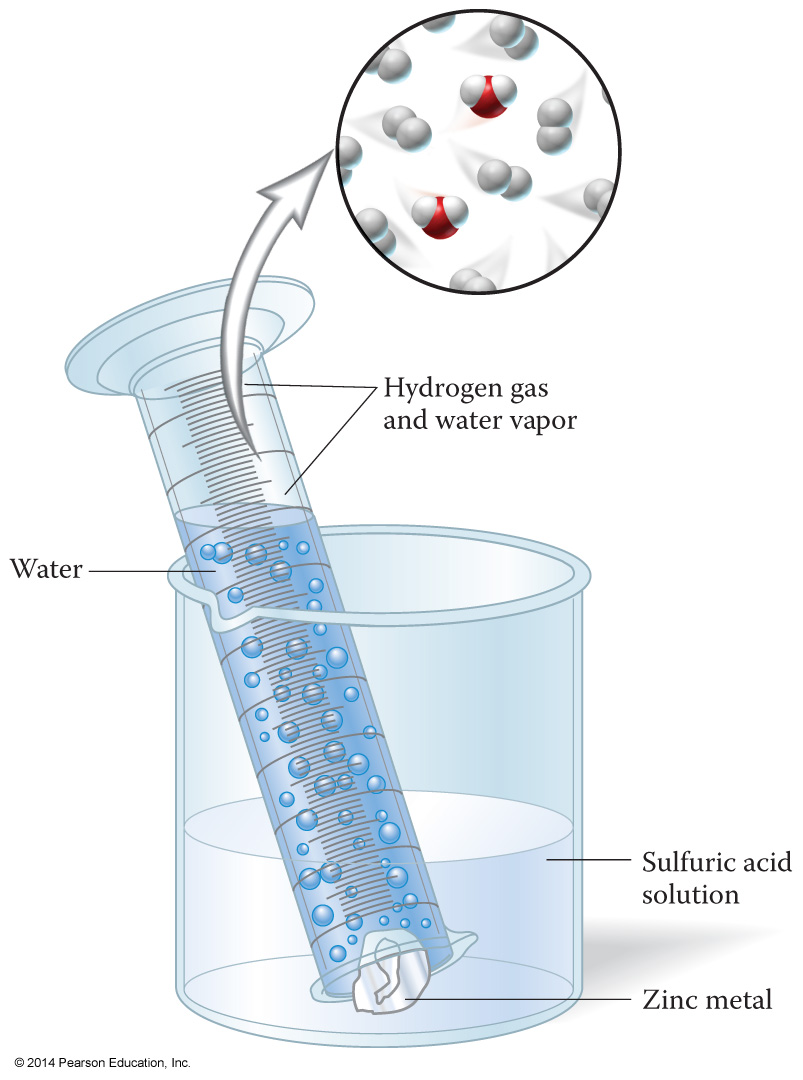 Hydrogen gas
and water vapor
Water
Sulfuric acid
solution
Zinc metal
© 2014 Pearson Education, Inc.